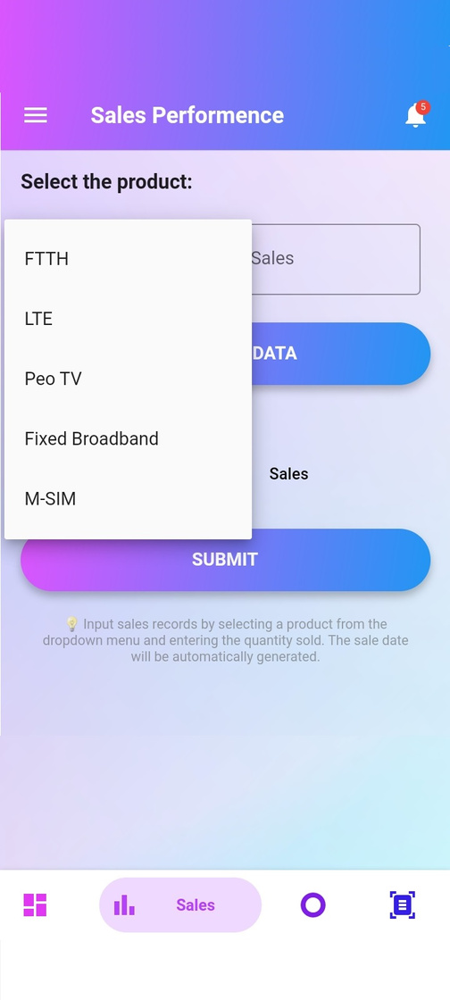 Sales Performence
5
Select the product:
FTTH
Sales
LTE
DATA
Peo TV
Fixed Broadband
Sales
M-SIM
SUBMIT
💡 Input sales records by selecting a product from the
dropdown menu and entering the quantity sold. The sale date
will be automatically generated.
Sales